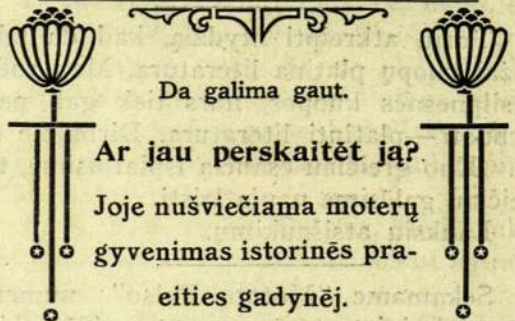 Da galima gaut.
Ar jau perskaitėt ją?
Joje nušviečiama moterų
gyvenimas istorinės pra-
eities gadynėj.